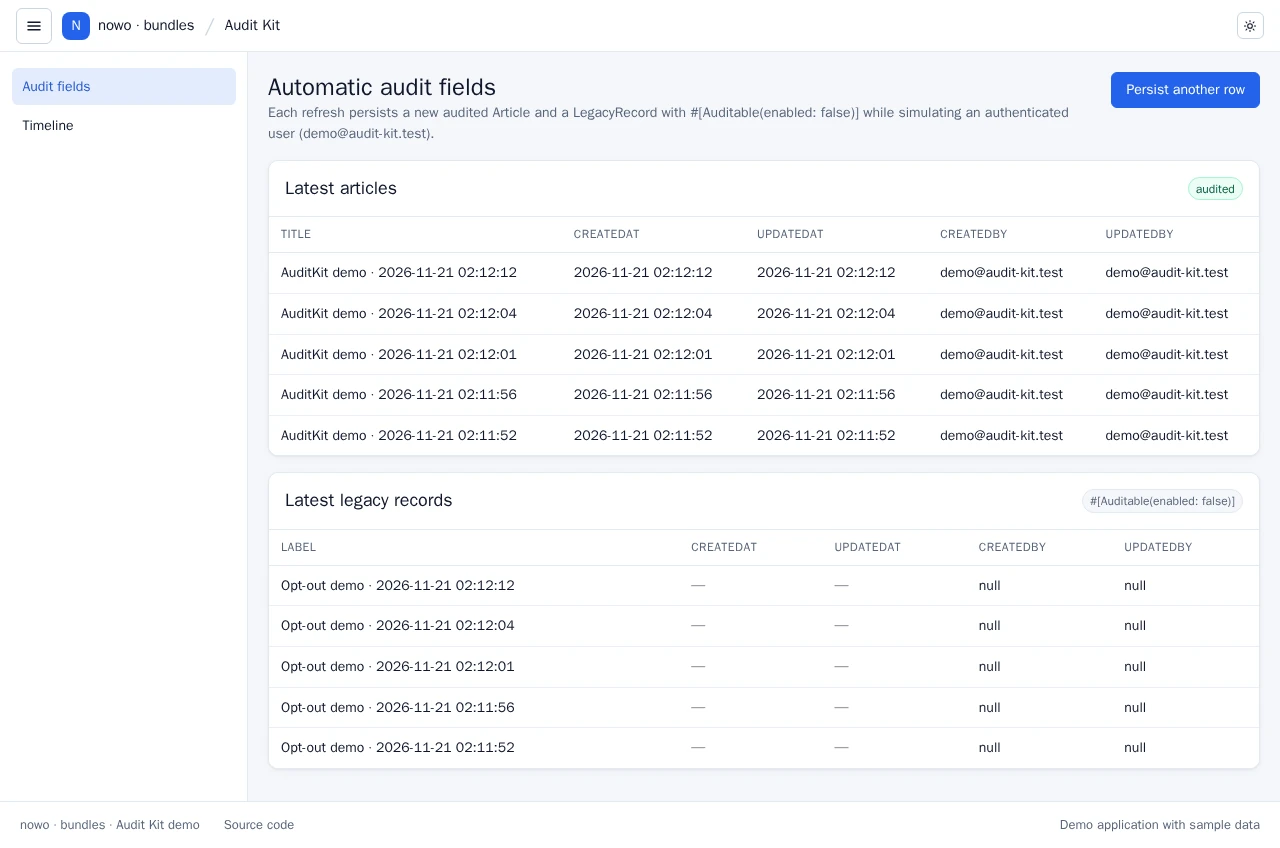 N nowo · bundles / Audit Kit
Audit fields
Timeline
Automatic audit fields
Each refresh persists a new audited Article and a LegacyRecord with #[Auditable(enabled: false)] while simulating an authenticated
user (demo@audit-kit.test).
Persist another row
Latest articles audited
TITLE CREATEDAT UPDATEDAT CREATEDBY UPDATEDBY
AuditKit demo · 2026-11-21 02:12:12 2026-11-21 02:12:12 2026-11-21 02:12:12 demo@audit-kit.test demo@audit-kit.test
AuditKit demo · 2026-11-21 02:12:04 2026-11-21 02:12:04 2026-11-21 02:12:04 demo@audit-kit.test demo@audit-kit.test
AuditKit demo · 2026-11-21 02:12:01 2026-11-21 02:12:01 2026-11-21 02:12:01 demo@audit-kit.test demo@audit-kit.test
AuditKit demo · 2026-11-21 02:11:56 2026-11-21 02:11:56 2026-11-21 02:11:56 demo@audit-kit.test demo@audit-kit.test
AuditKit demo · 2026-11-21 02:11:52 2026-11-21 02:11:52 2026-11-21 02:11:52 demo@audit-kit.test demo@audit-kit.test
Latest legacy records #[Auditable(enabled: false)]
LABEL CREATEDAT UPDATEDAT CREATEDBY UPDATEDBY
Opt-out demo · 2026-11-21 02:12:12 — — null null
Opt-out demo · 2026-11-21 02:12:04 — — null null
Opt-out demo · 2026-11-21 02:12:01 — — null null
Opt-out demo · 2026-11-21 02:11:56 — — null null
Opt-out demo · 2026-11-21 02:11:52 — — null null
nowo · bundles · Audit Kit demo Source code Demo application with sample data